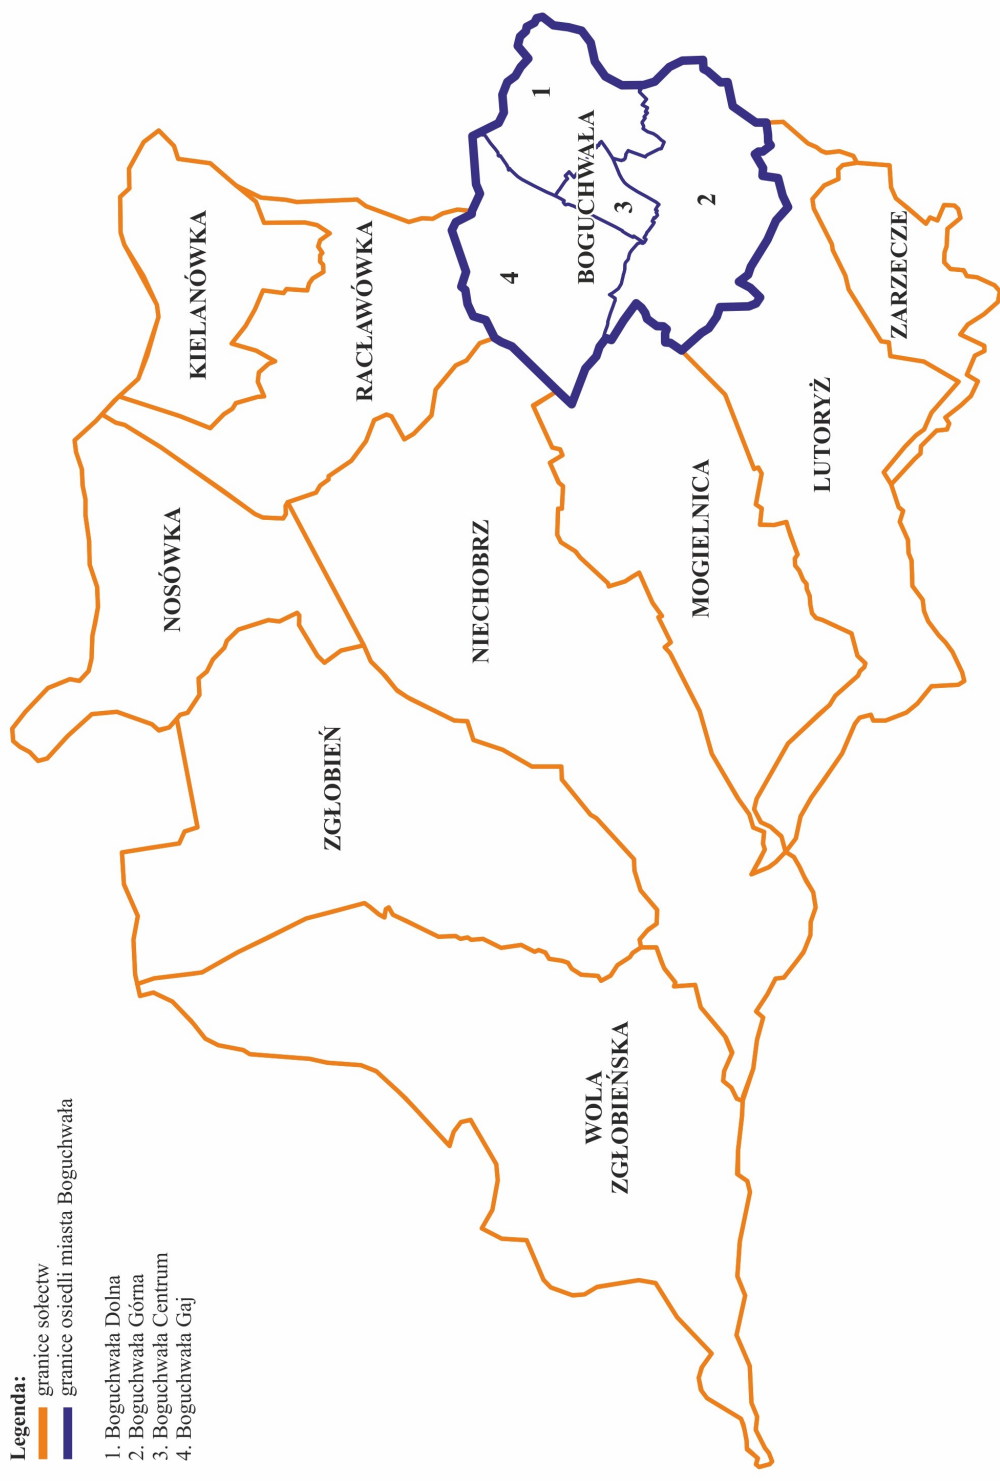 Legenda:
granice sołectw
granice osiedli miasta Boguchwała
1. Boguchwała Dolna
2. Boguchwała Górna
3. Boguchwała Centrum
4. Boguchwała Gaj
KIELANÓWKA
NOSÓWKA
RACŁAWÓWKA
ZGŁOBIEŃ
NIECHOBRZ
4
1
BOGUCHWAŁA
3
2
WOLA
ZGŁOBIEŃSKA
MOGIELNICA
LUTORYŻ
ZARZECZE